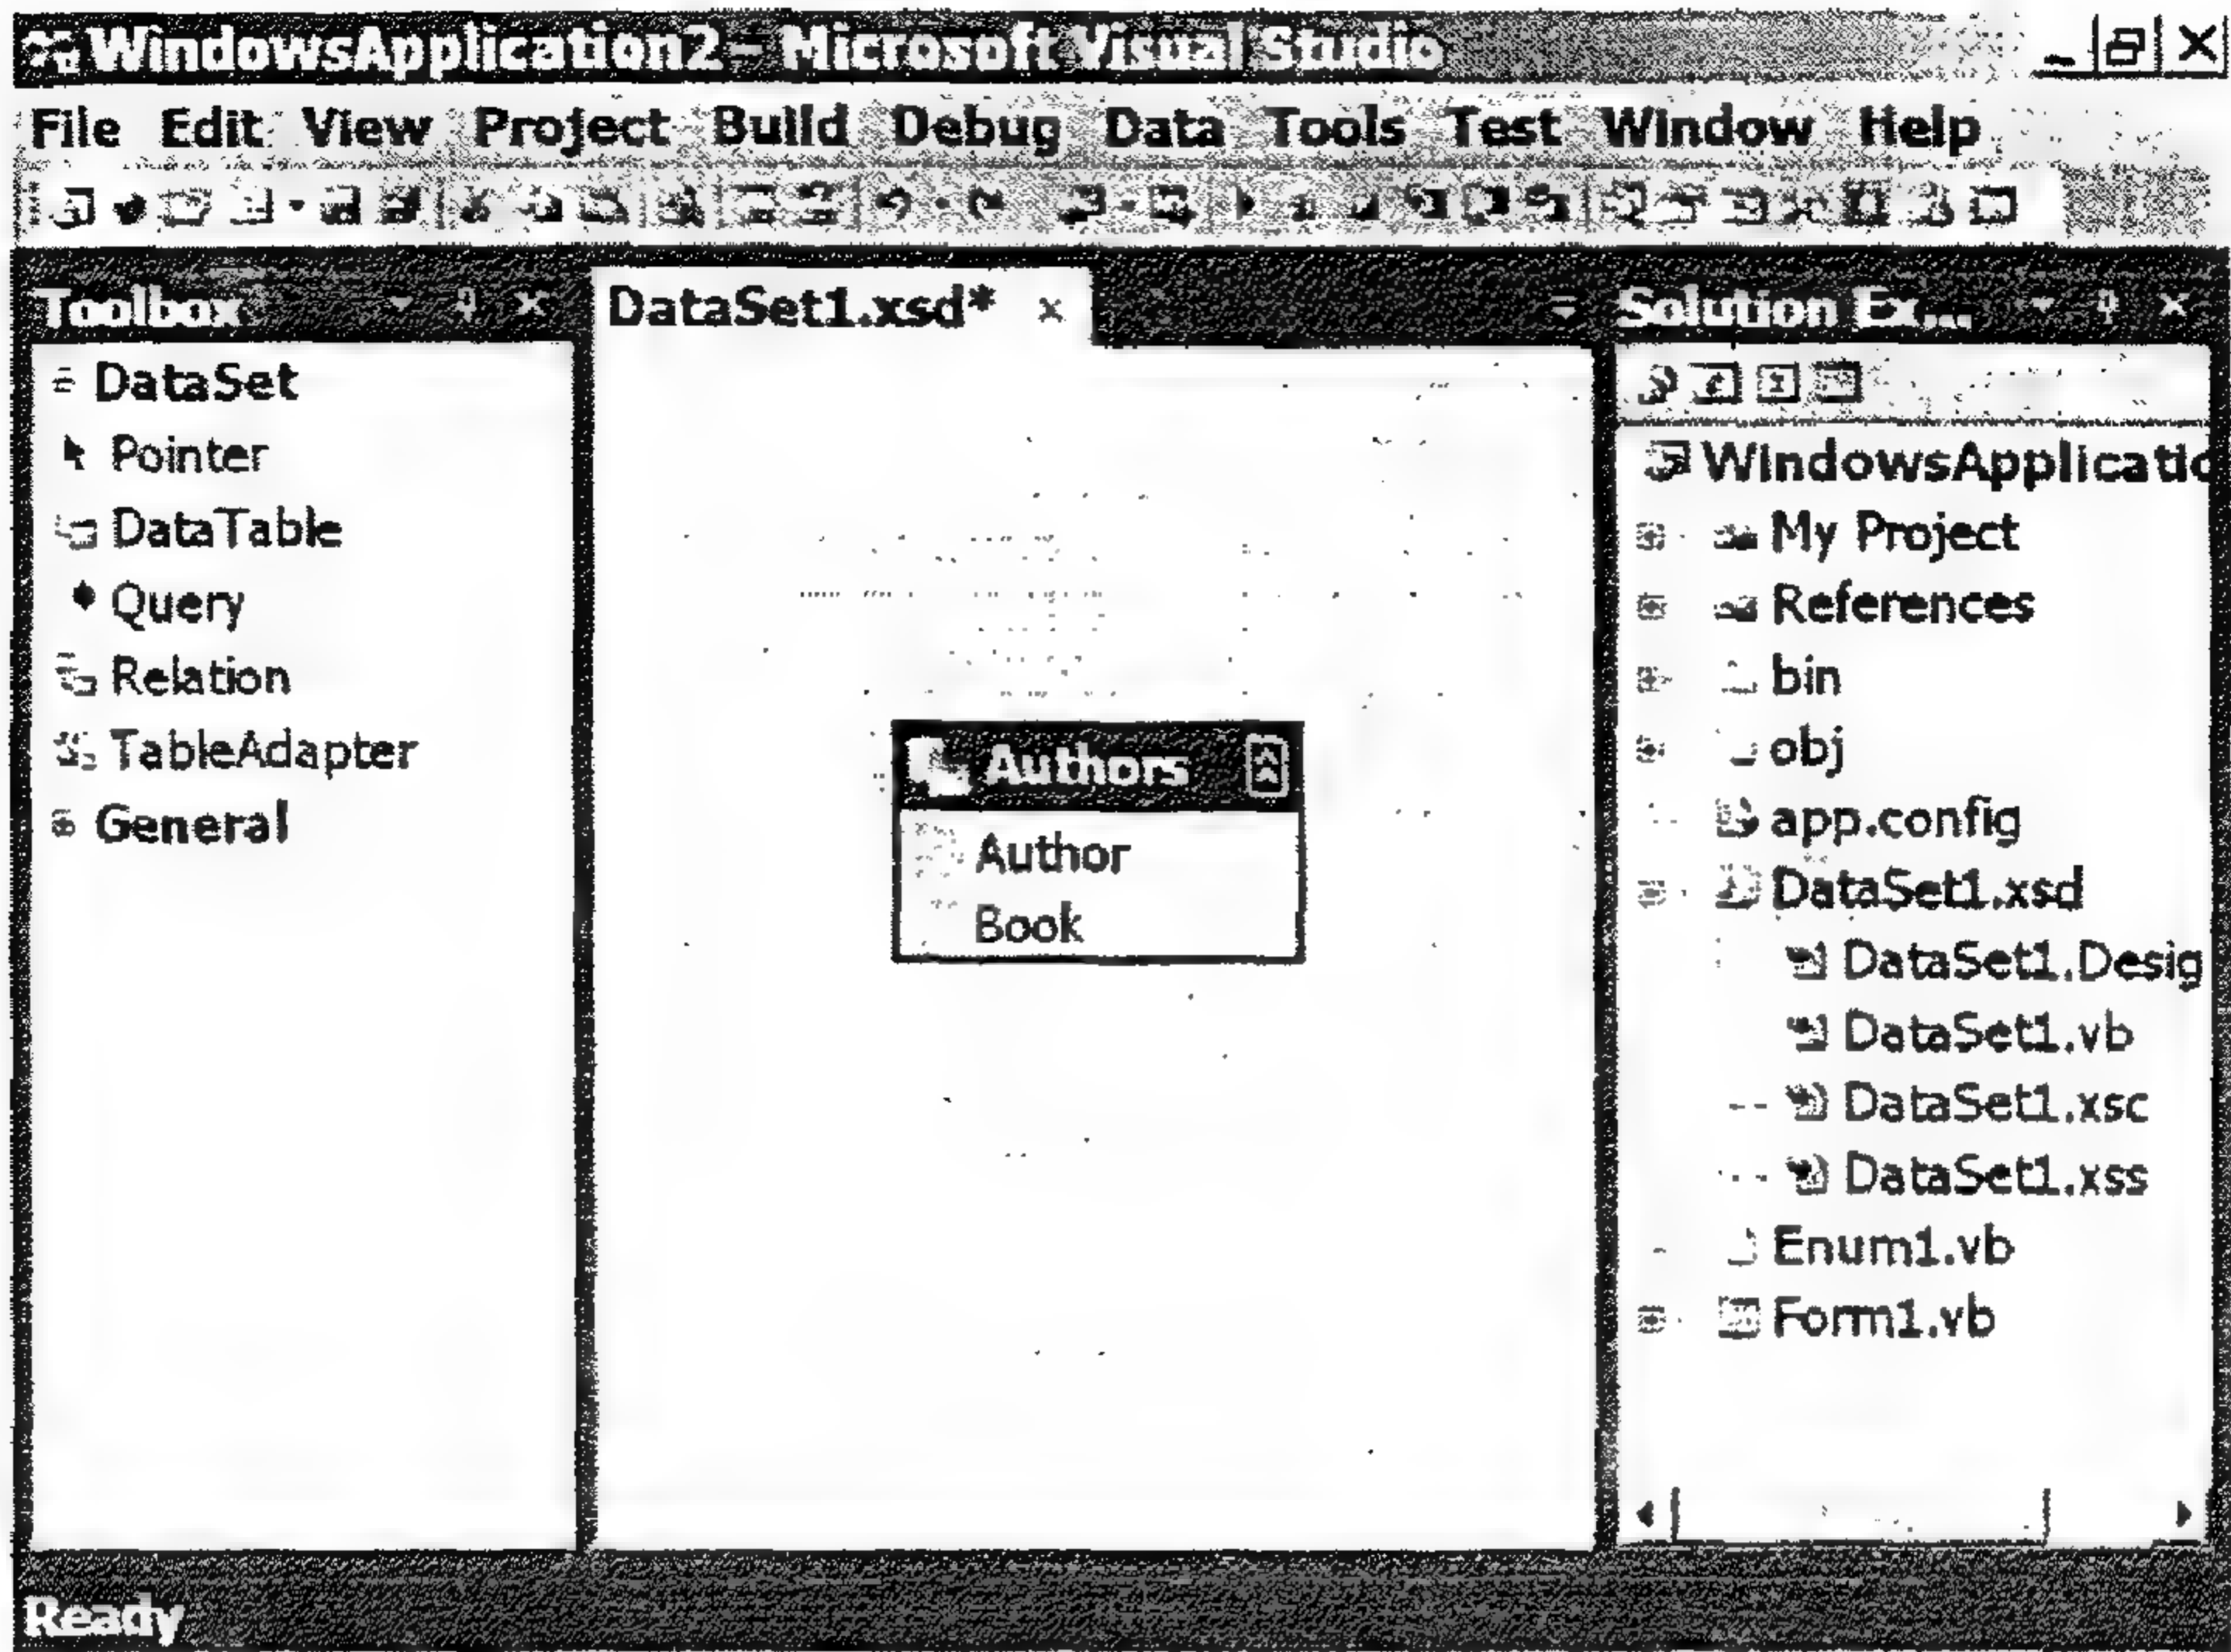 WindowsApplication2 - Microsoft Visual Studio
File Edit View Project Build Debug Data Tools Test Window Help
Toolbox
DataSet
Pointer
DataTable
Query
Relation
TableAdapter
General
DataSet1.xsd* x
Authors
Author
Book
Solution Ex...
WindowsApplicatio
My Project
References
bin
obj
app.config
DataSet1.xsd
DataSet1.Desig
DataSet1.vb
DataSet1.xsc
DataSet1.xss
Enum1.vb
Form1.vb
Ready